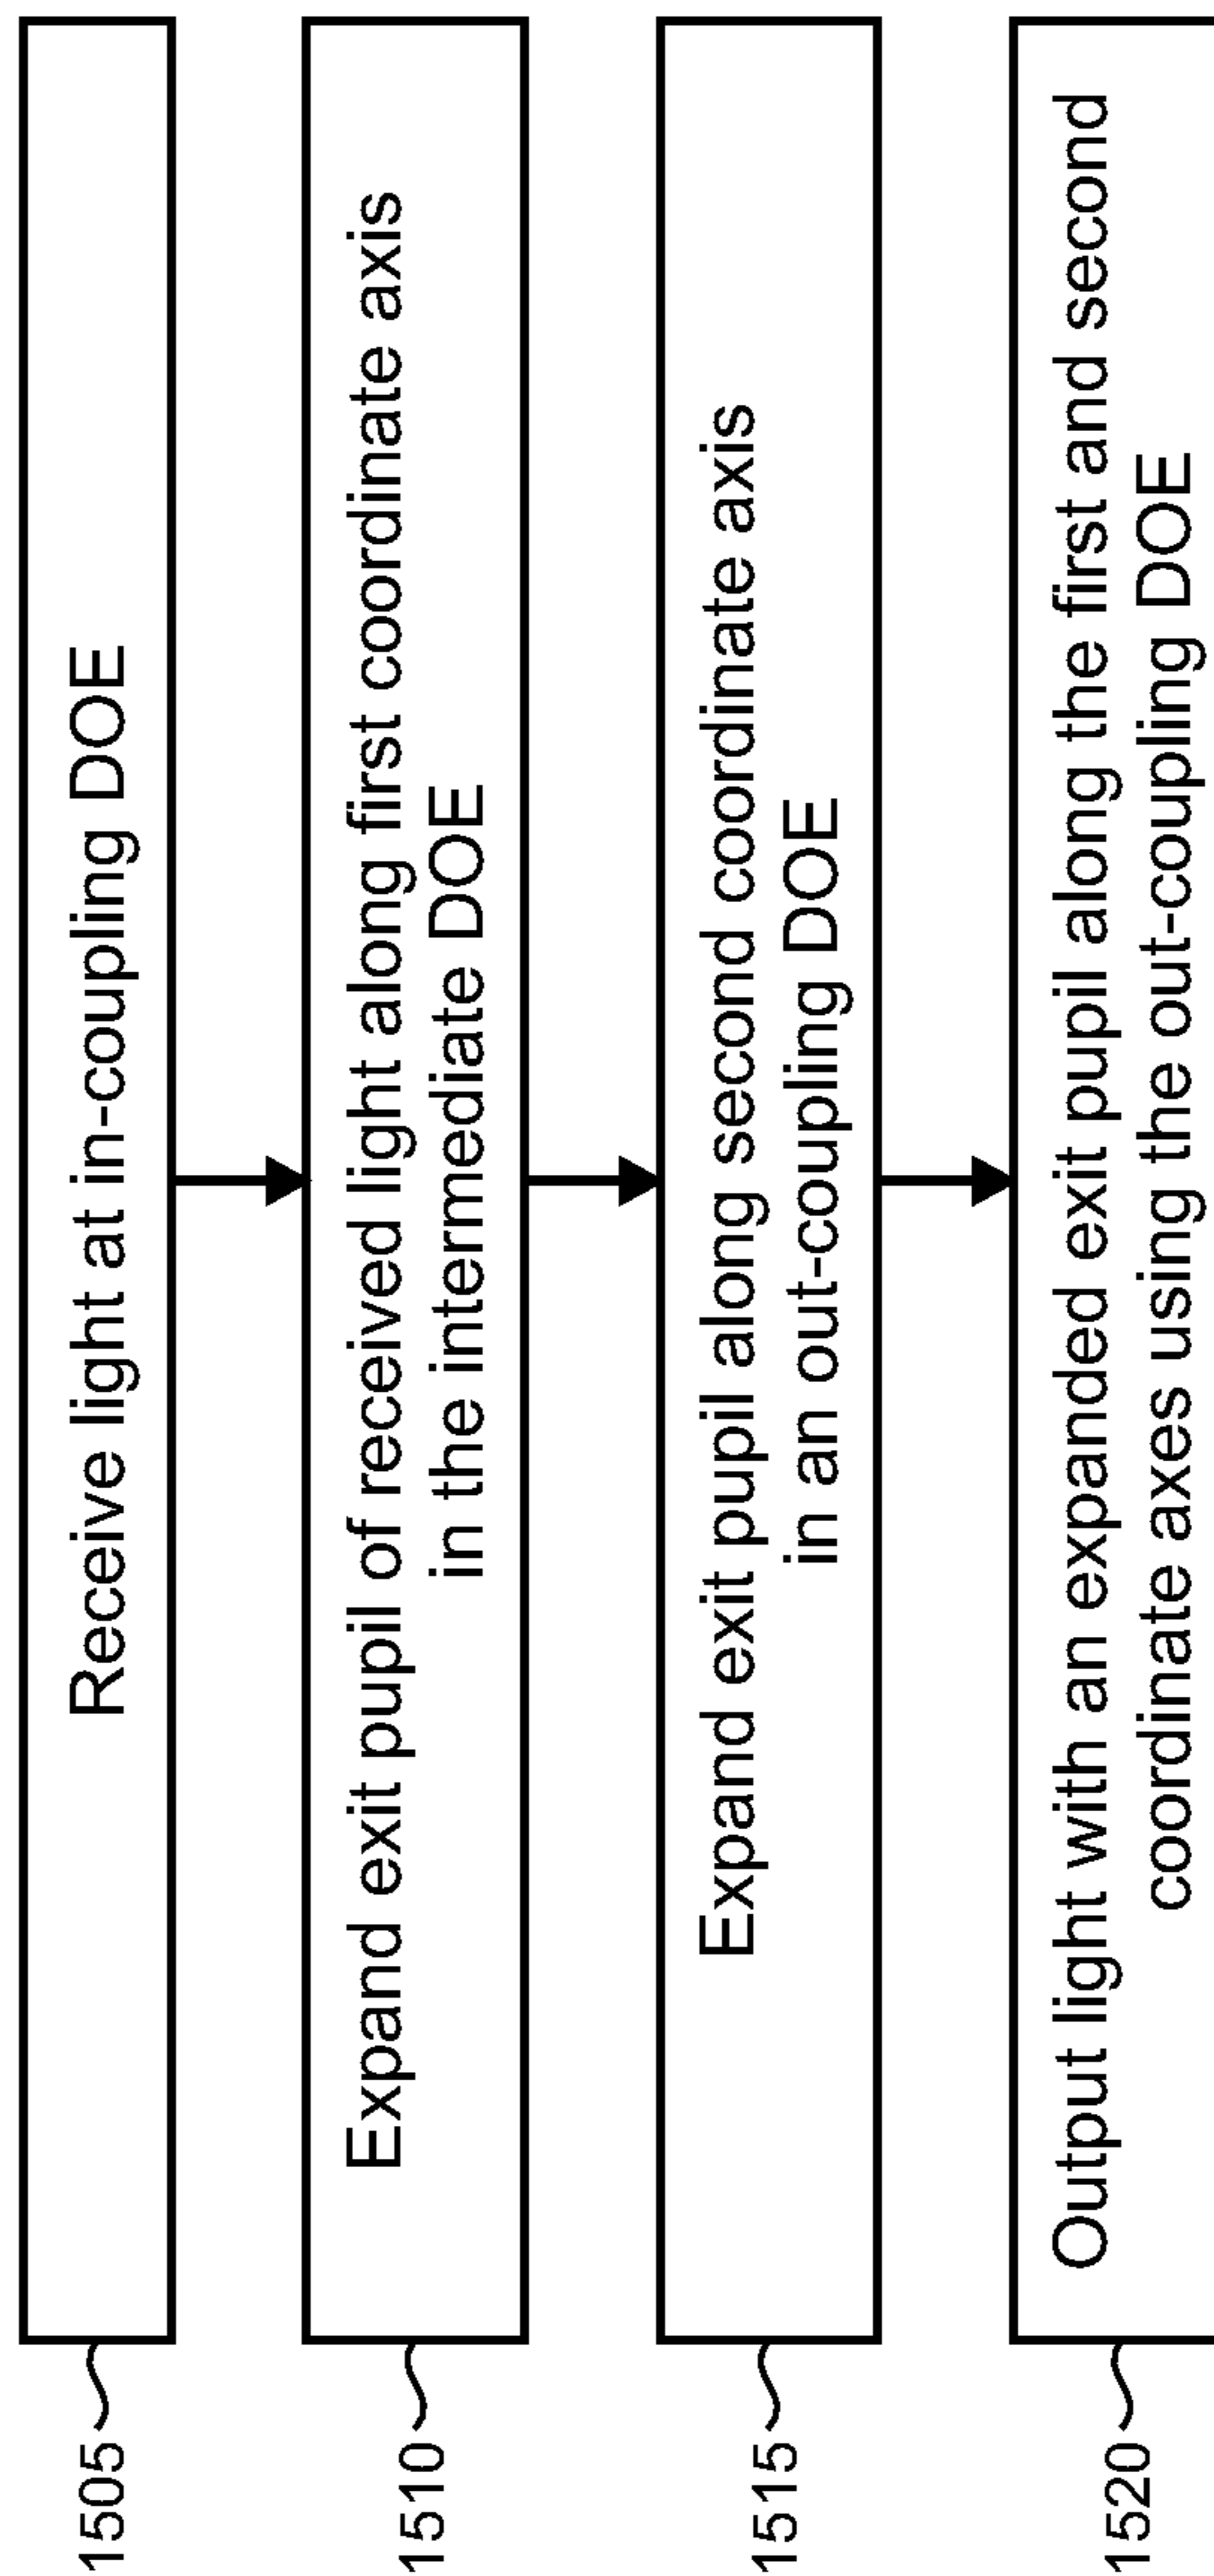 1505
Receive light at in-coupling DOE
1510
Expand exit pupil of received light along first coordinate axis
in the intermediate DOE
1515
Expand exit pupil along second coordinate axis
in an out-coupling DOE
1520
Output light with an expanded exit pupil along the first and second
coordinate axes using the out-coupling DOE